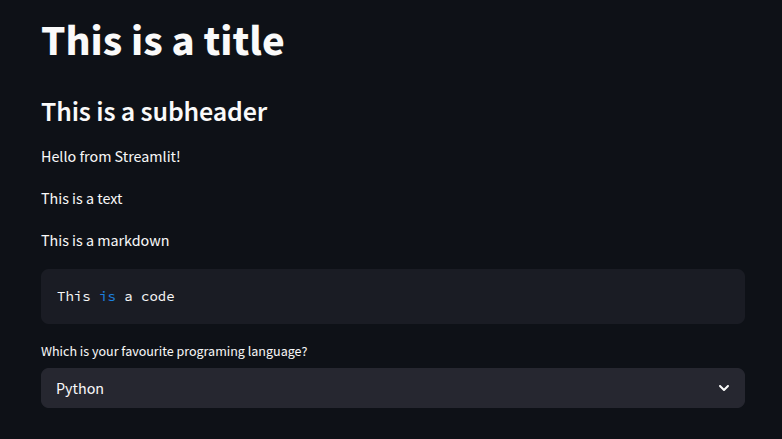 This is a title
This is a subheader
Hello from Streamlit!
This is a text
This is a markdown
This is a code
Which is your favourite programing language?
Python